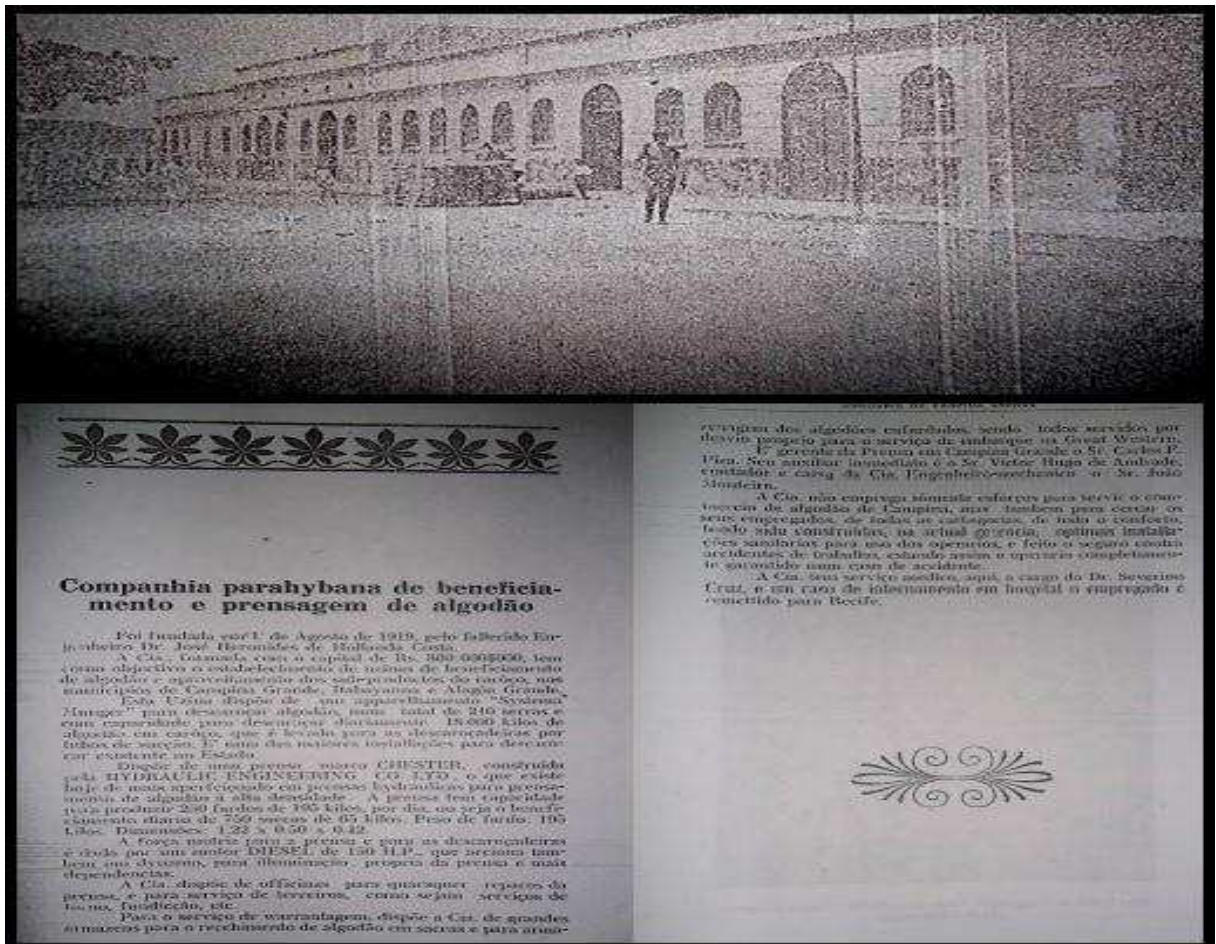 Companhia parahybana de beneficia-
mento e prensagem de algodão
Foi fundada em 1 de Agosto de 1919, pelo fallecido En-
genheiro Dr. José Heronides de Hollanda Costa.
A Cia., formada com o capital de Rs. 800:000$000, tem
como objectivo o estabelecimento de usinas de beneficiamento
de algodão e aproveitamento dos sub-productos do caroço, nos
municipios de Campina Grande, Itabayanna e Alagôa Grande.
Esta Uzina dispõe de um apparelhamento "Systema
Munger" para descaroçar algodão, num total de 240 serras e
com capacidade para descaroçar diariamente 18.000 kilos de
algodão em caroço, que é levado para as descaroçadeiras por
tubos de sucção. E' uma das maiores installações para descaro-
çar existente no Estado.
Dispõe de uma prensa marca CHESTER, construida
pela HYDRAULIC ENGINEERING CO. LTD. o que existe
hoje de mais aperfeiçoado em prensas hydraulicas para prensa-
mento de algodão a alta densidade. A prensa tem capacidade
para produzir 250 fardos de 195 kilos, por dia, ou seja o benefi-
ciamento diario de 750 saccas de 65 kilos. Peso do fardo: 195
kilos. Dimensões: 1.22 x 0.50 x 0.42.
A força motriz para a prensa e para as descaroçadeiras
é dada por um motor DIESEL de 150 H.P., que acciona tam-
bem um dynamo, para illuminação propria da prensa e mais
dependencias.
A Cia. dispõe de officinas para quaesquer reparos da
prensa, e para serviço de terceiros, como sejam serviços de
torno, fundicção, etc.
Para o serviço de warrantagem, dispõe a Cia. de grandes
armazens para o recebimento de algodão em saccas e para arma-
zenagem dos algodões enfardados, sendo todos servidos por
desvio proprio para o serviço de embarque na Great Western.
E' gerente da Prensa em Campina Grande o Sr. Carlos F.
Pira. Seu auxiliar immediato é o Sr. Victor Hugo de Andrade,
contador e caixa da Cia. Engenheiro-mechanico o Sr. João
Monteiro.
A Cia. não emprega sómente esforços para servir o com-
mercio de algodão de Campina, mas tambem para cercar os
seus empregados, de todas as cathegorias, de todo o conforto,
tendo sido construidas, na actual gerencia, optimas installa-
ções sanitarias para uso dos operarios, e feito o seguro contra
accidentes de trabalho, estando assim o operario completamen-
te garantido num caso de accidente.
A Cia. tem serviço medico, aqui, a cargo do Dr. Severino
Cruz, e em caso de internamento em hospital o empregado é
remettido para Recife.